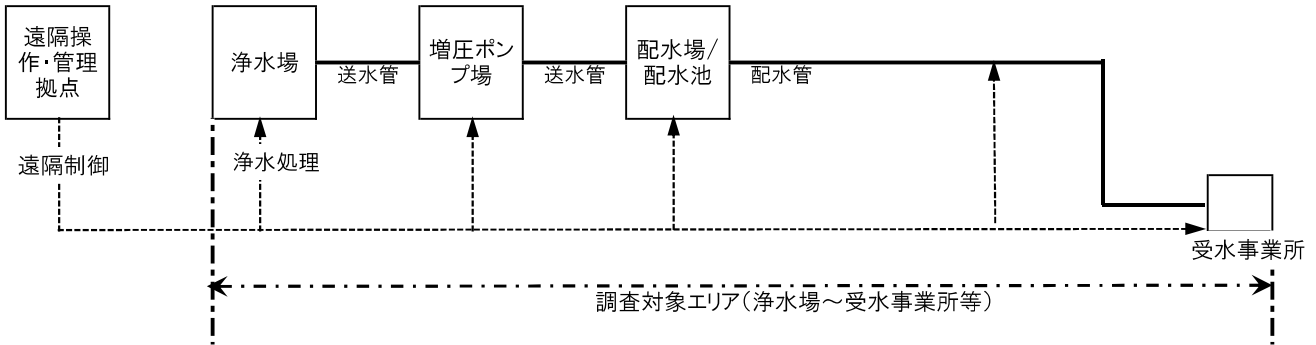 遠隔操
作・管理
拠点
浄水場
送水管
増圧ポン
プ場
送水管
配水場/
配水池
配水管
遠隔制御
浄水処理
受水事業所
調査対象エリア(浄水場~受水事業所等)